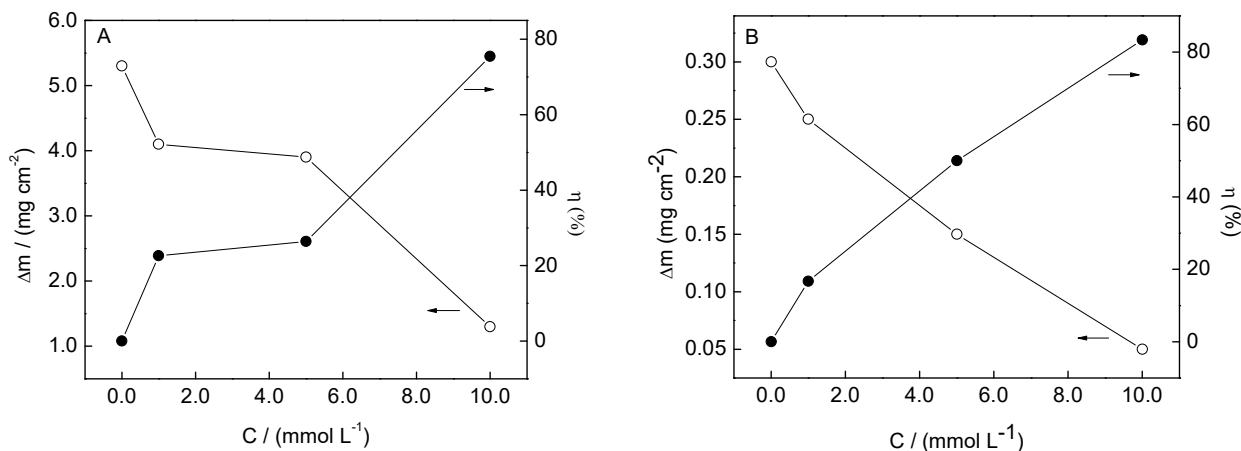 A
6.0
5.0
4.0
3.0
2.0
1.0
Δm / (mg cm⁻²)
80
60
40
20
0
η (%)
0.0 2.0 4.0 6.0 8.0 10.0
C / (mmol L⁻¹)
B
0.30
0.25
0.20
0.15
0.10
0.05
Δm (mg cm⁻²)
80
60
40
20
0
η (%)
0.0 2.0 4.0 6.0 8.0 10.0
C / (mmol L⁻¹)